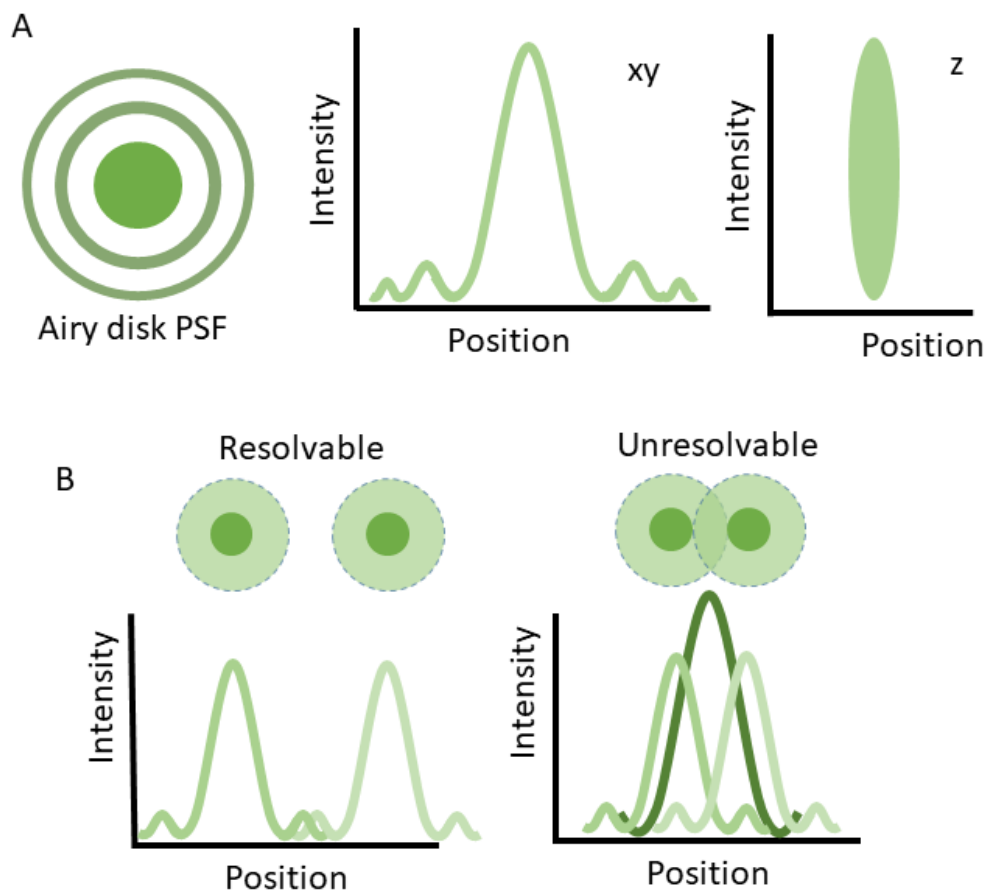 A
Airy disk PSF
Intensity
xy
Position
Intensity
z
Position
B
Resolvable
Intensity
Position
Unresolvable
Intensity
Position